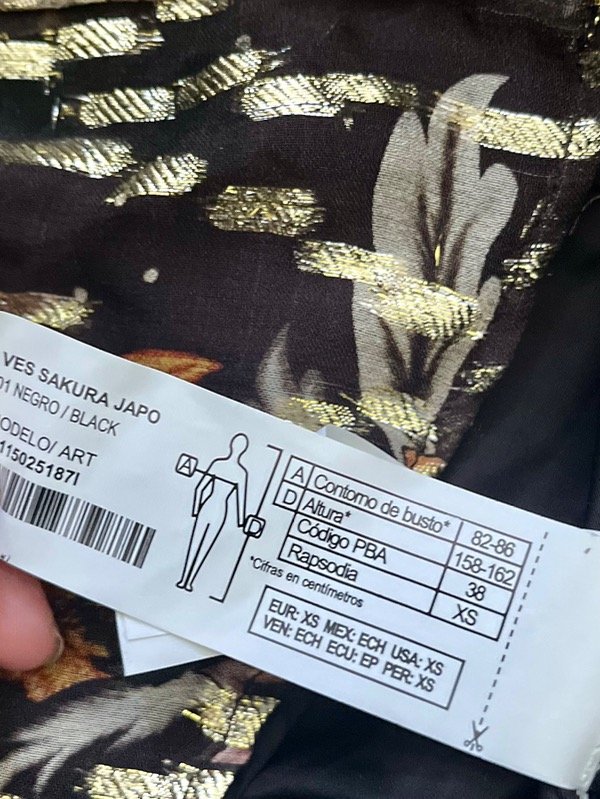 VES SAKURA JAPO
01 NEGRO / BLACK
MODELO/ ART
115025187I
A
D
A Contorno de busto* 82-86
D Altura* 158-162
Código PBA 38
Rapsodia XS
*Cifras en centímetros
EUR: XS MEX: ECH USA: XS
VEN: ECH ECU: EP PER: XS